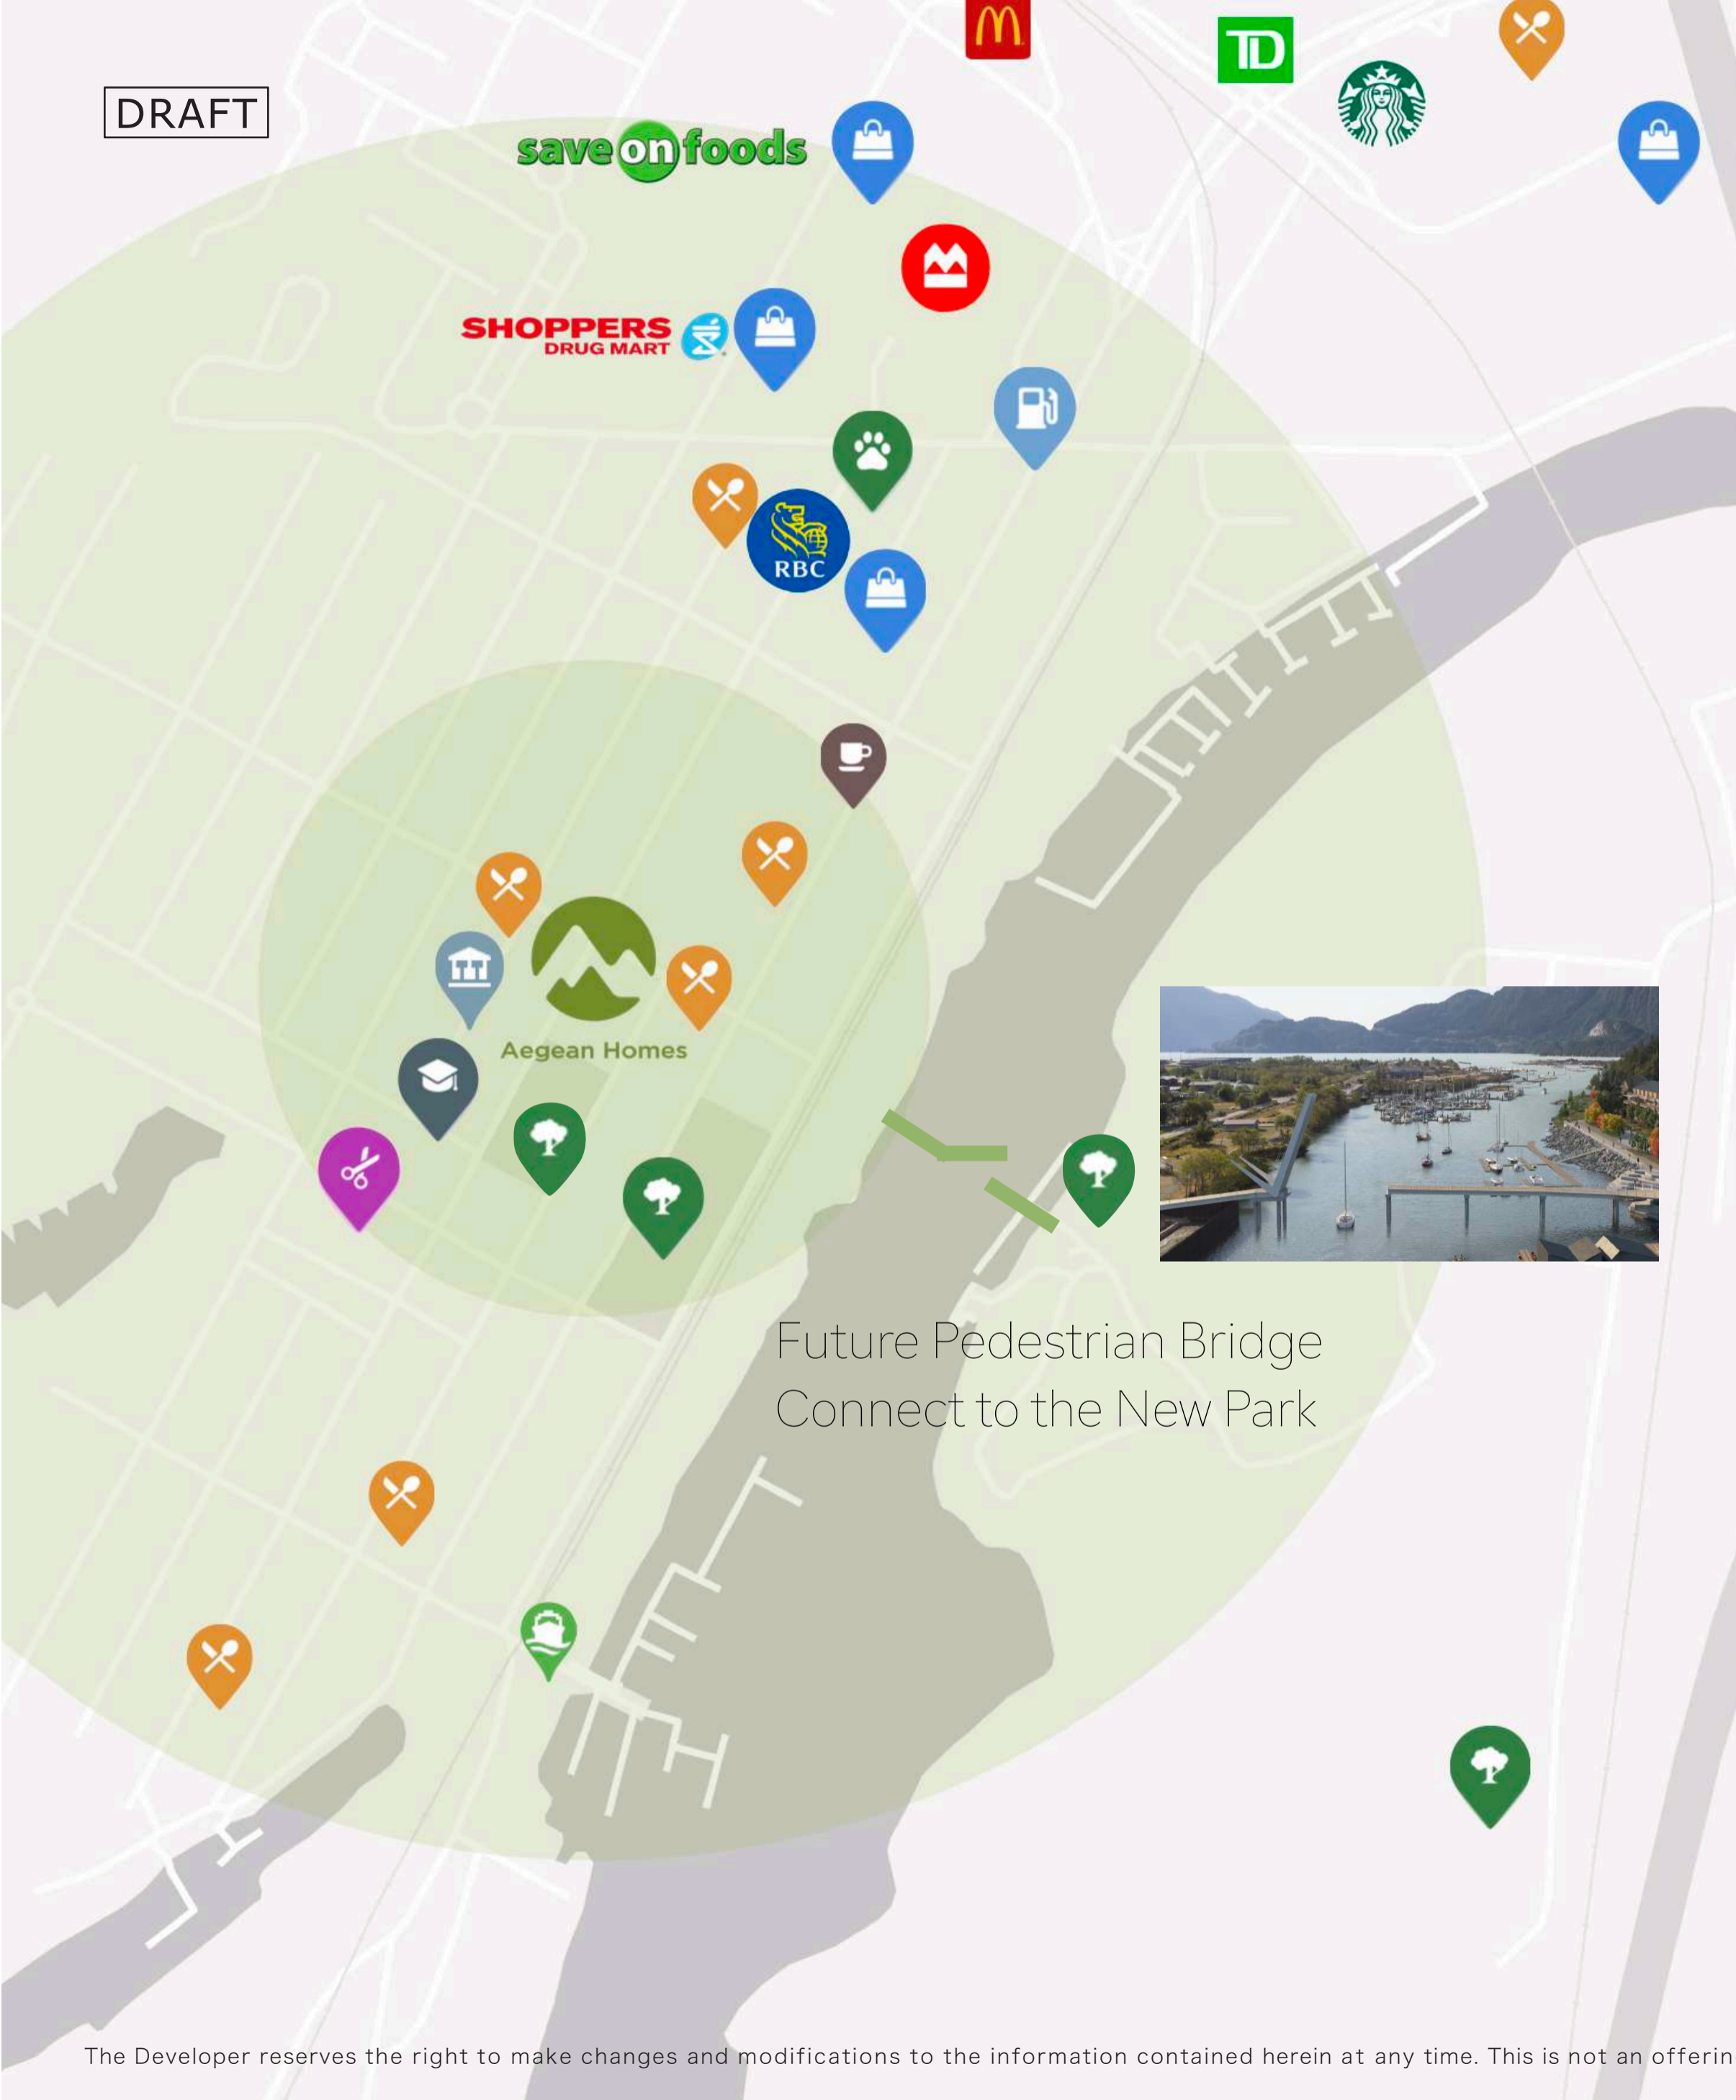 TD
DRAFT
save on foods
SHOPPERS
DRUG MART
RBC
Aegean Homes
Future Pedestrian Bridge
Connect to the New Park
The Developer reserves the right to make changes and modifications to the information contained herein at any time. This is not an offerin